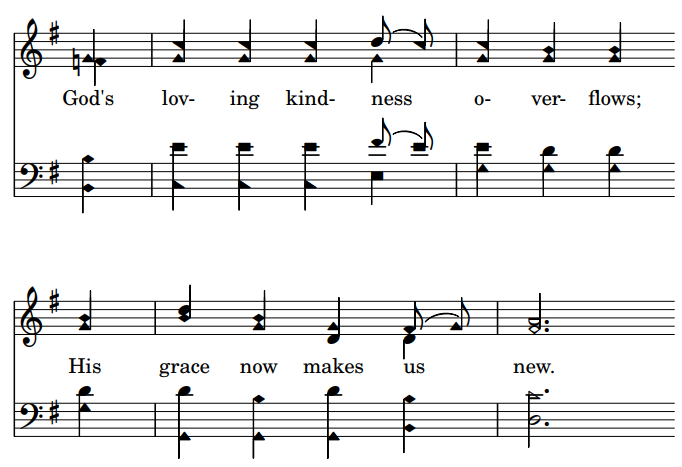 God's lov- ing kind- ness o- ver- flows;
His grace now makes us new.